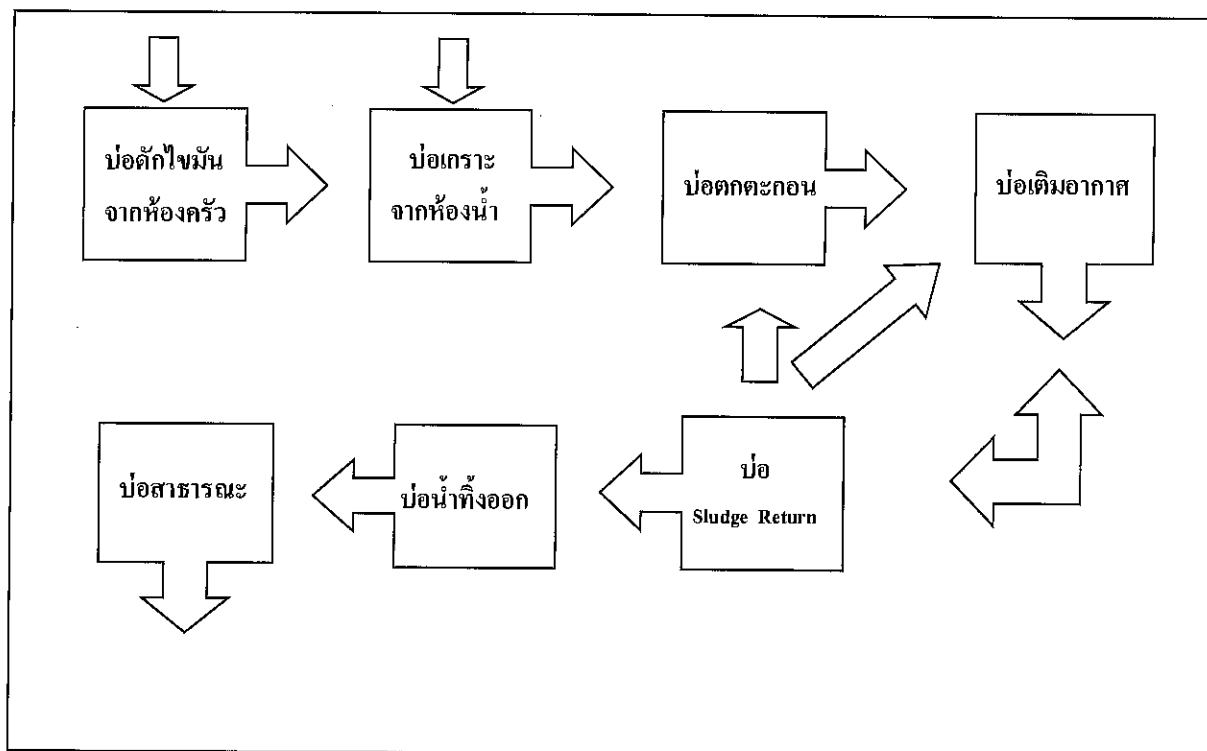 บ่อดักไขมัน
จากห้องครัว
บ่อเกราะ
จากห้องน้ำ
บ่อตกตะกอน
บ่อเติมอากาศ
บ่อสาธารณะ
บ่อน้ำทิ้งออก
บ่อ
Sludge Return